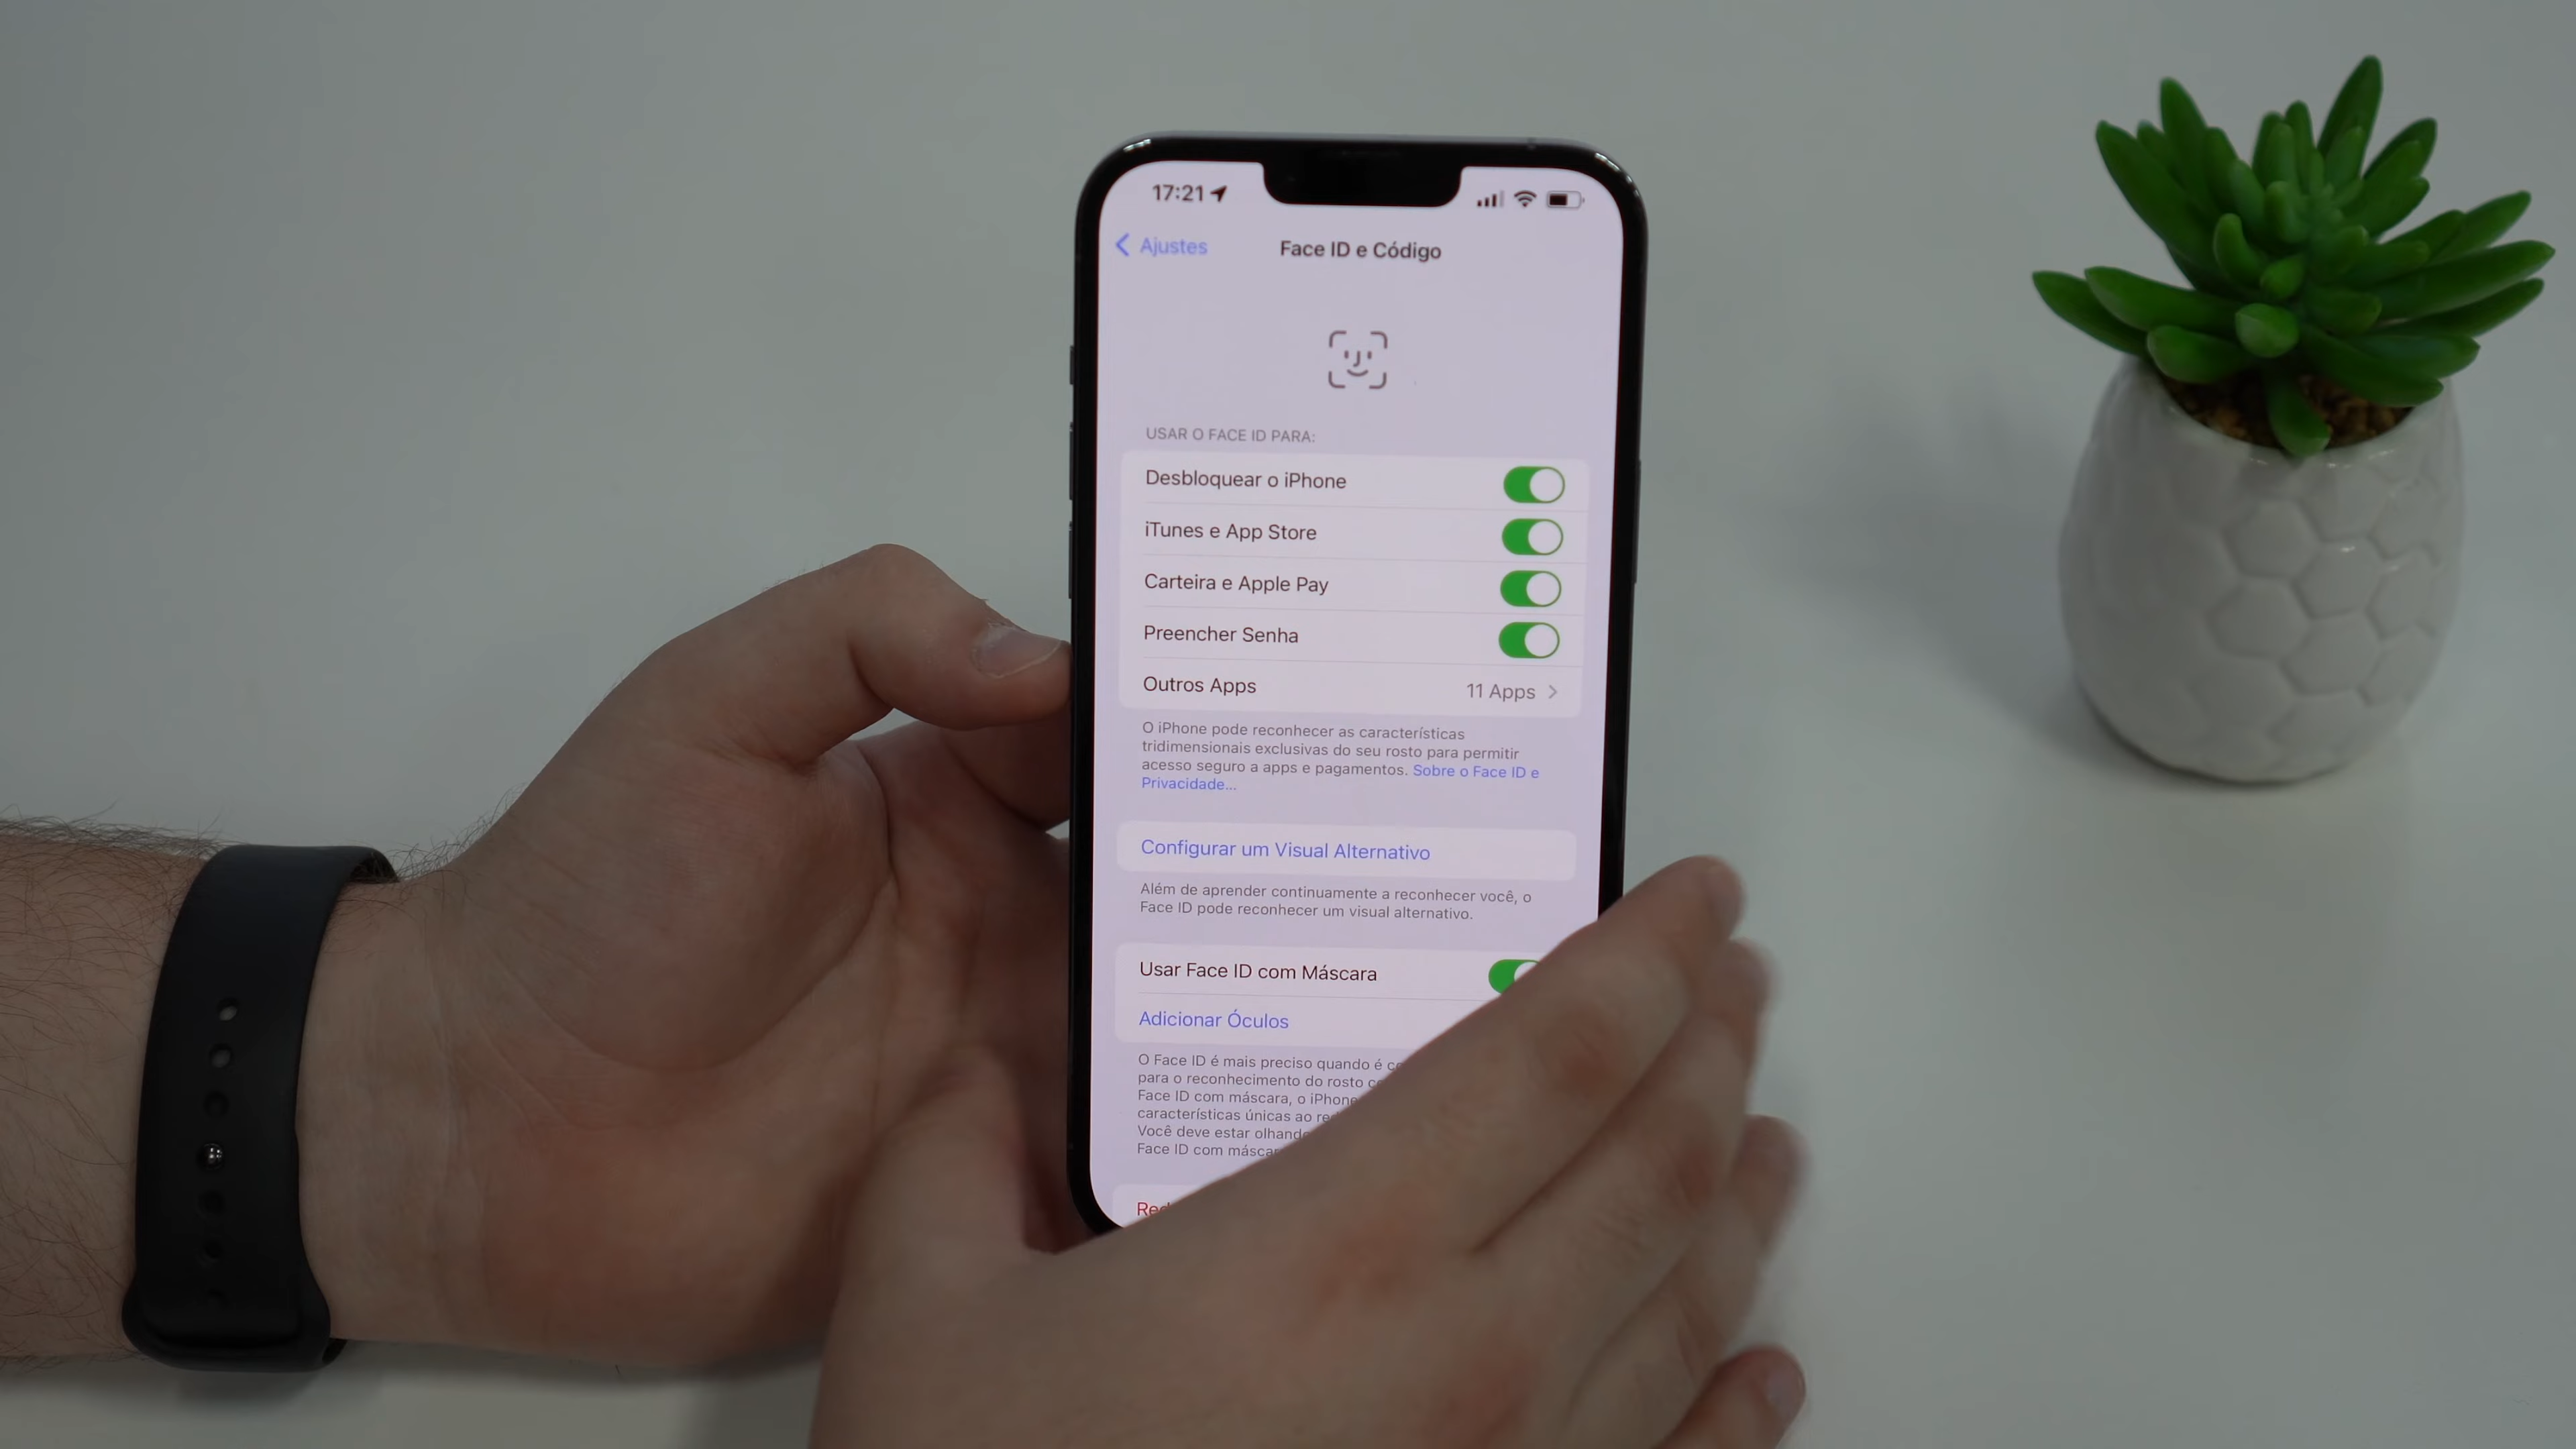 17:21
Ajustes
Face ID e Código
USAR O FACE ID PARA:
Desbloquear o iPhone
iTunes e App Store
Carteira e Apple Pay
Preencher Senha
Outros Apps 11 Apps
O iPhone pode reconhecer as características
tridimensionais exclusivas do seu rosto para permitir
acesso seguro a apps e pagamentos. Sobre o Face ID e
Privacidade...
Configurar um Visual Alternativo
Além de aprender continuamente a reconhecer você, o
Face ID pode reconhecer um visual alternativo.
Usar Face ID com Máscara
Adicionar Óculos
O Face ID é mais preciso quando é
para o reconhecimento do rosto
Face ID com máscara, o iPhone
características únicas ao
Você deve estar
Face ID com